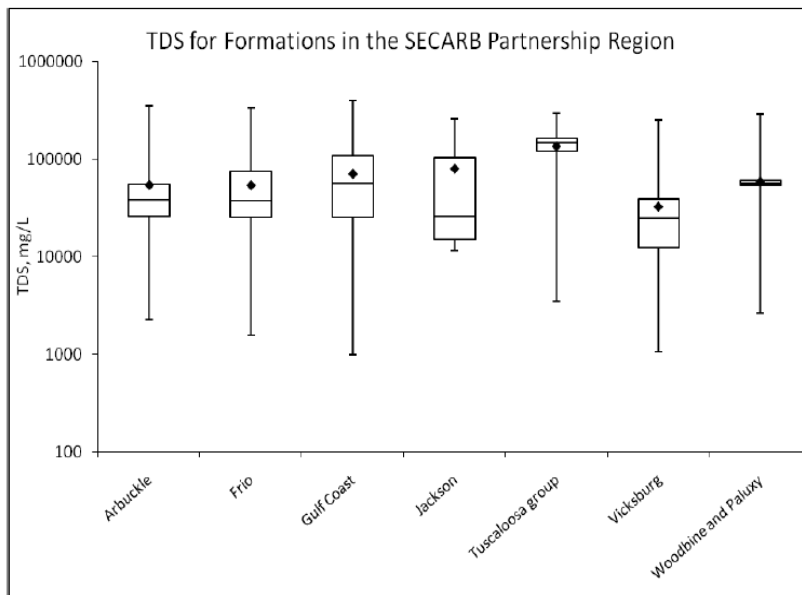 TDS for Formations in the SECARB Partnership Region
1000000
100000
10000
1000
100
TDS, mg/L
Arbuckle
Frio
Gulf Coast
Jackson
Tuscaloosa group
Vicksburg
Woodbine and Paluxy